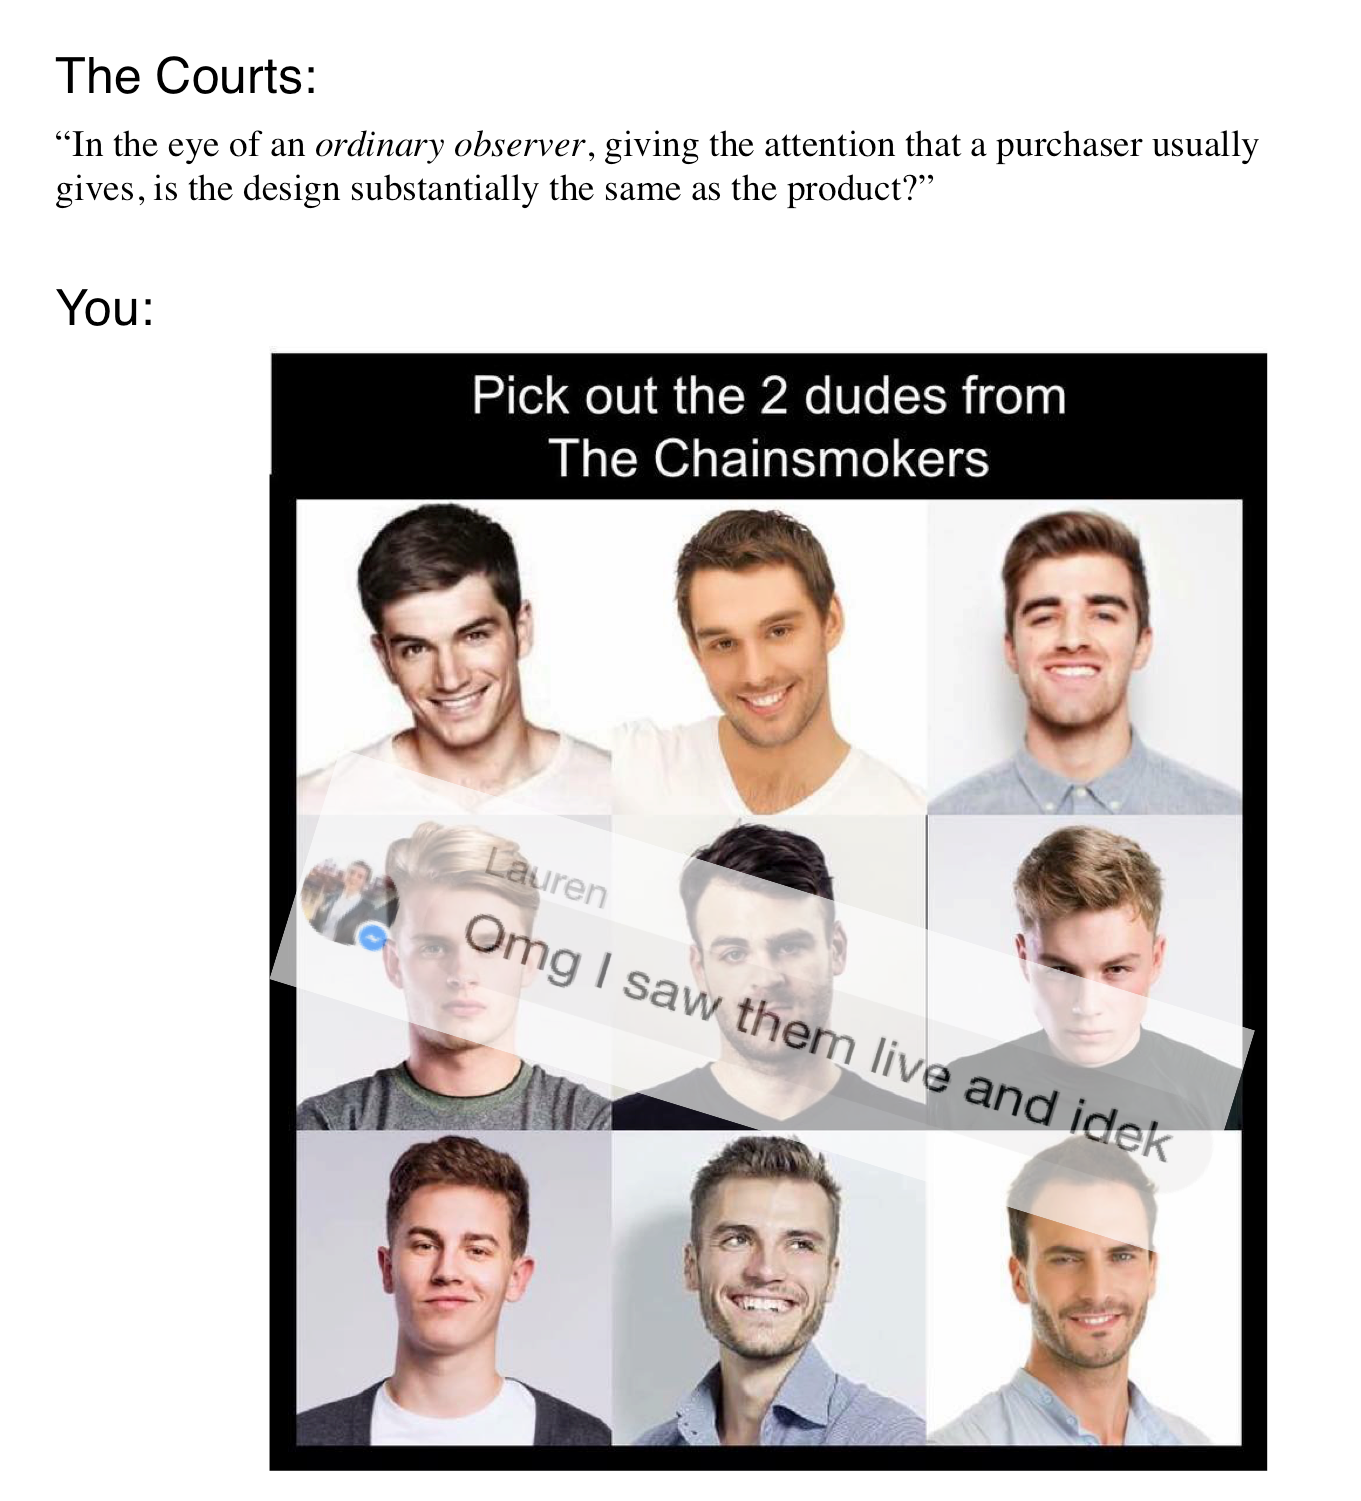 The Courts:
“In the eye of an ordinary observer, giving the attention that a purchaser usually
gives, is the design substantially the same as the product?”
You:
Pick out the 2 dudes from
The Chainsmokers
Lauren
Omg I saw them live and idek